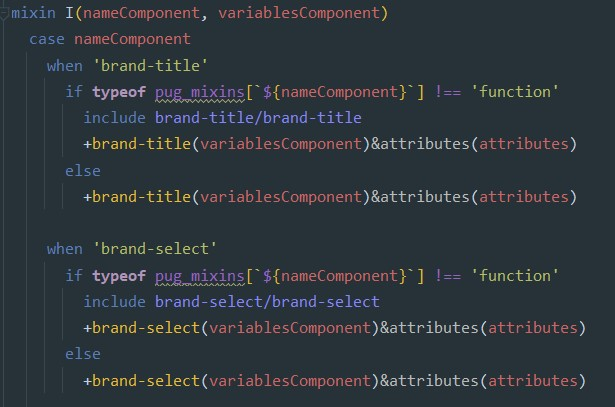 mixin I(nameComponent, variablesComponent)
case nameComponent
when 'brand-title'
if typeof pug_mixins[`${nameComponent}`] !== 'function'
include brand-title/brand-title
+brand-title(variablesComponent)&attributes(attributes)
else
+brand-title(variablesComponent)&attributes(attributes)
when 'brand-select'
if typeof pug_mixins[`${nameComponent}`] !== 'function'
include brand-select/brand-select
+brand-select(variablesComponent)&attributes(attributes)
else
+brand-select(variablesComponent)&attributes(attributes)